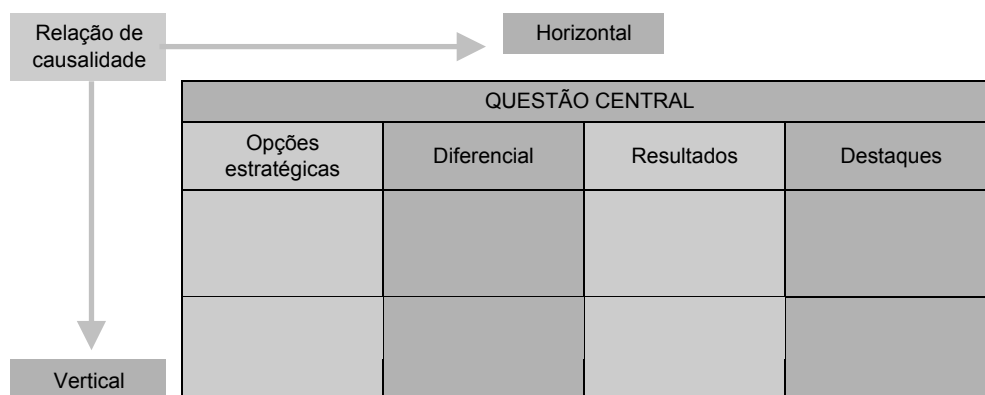 Relação de
causalidade
Horizontal
QUESTÃO CENTRAL
Opções
estratégicas
Diferencial
Resultados
Destaques
Vertical